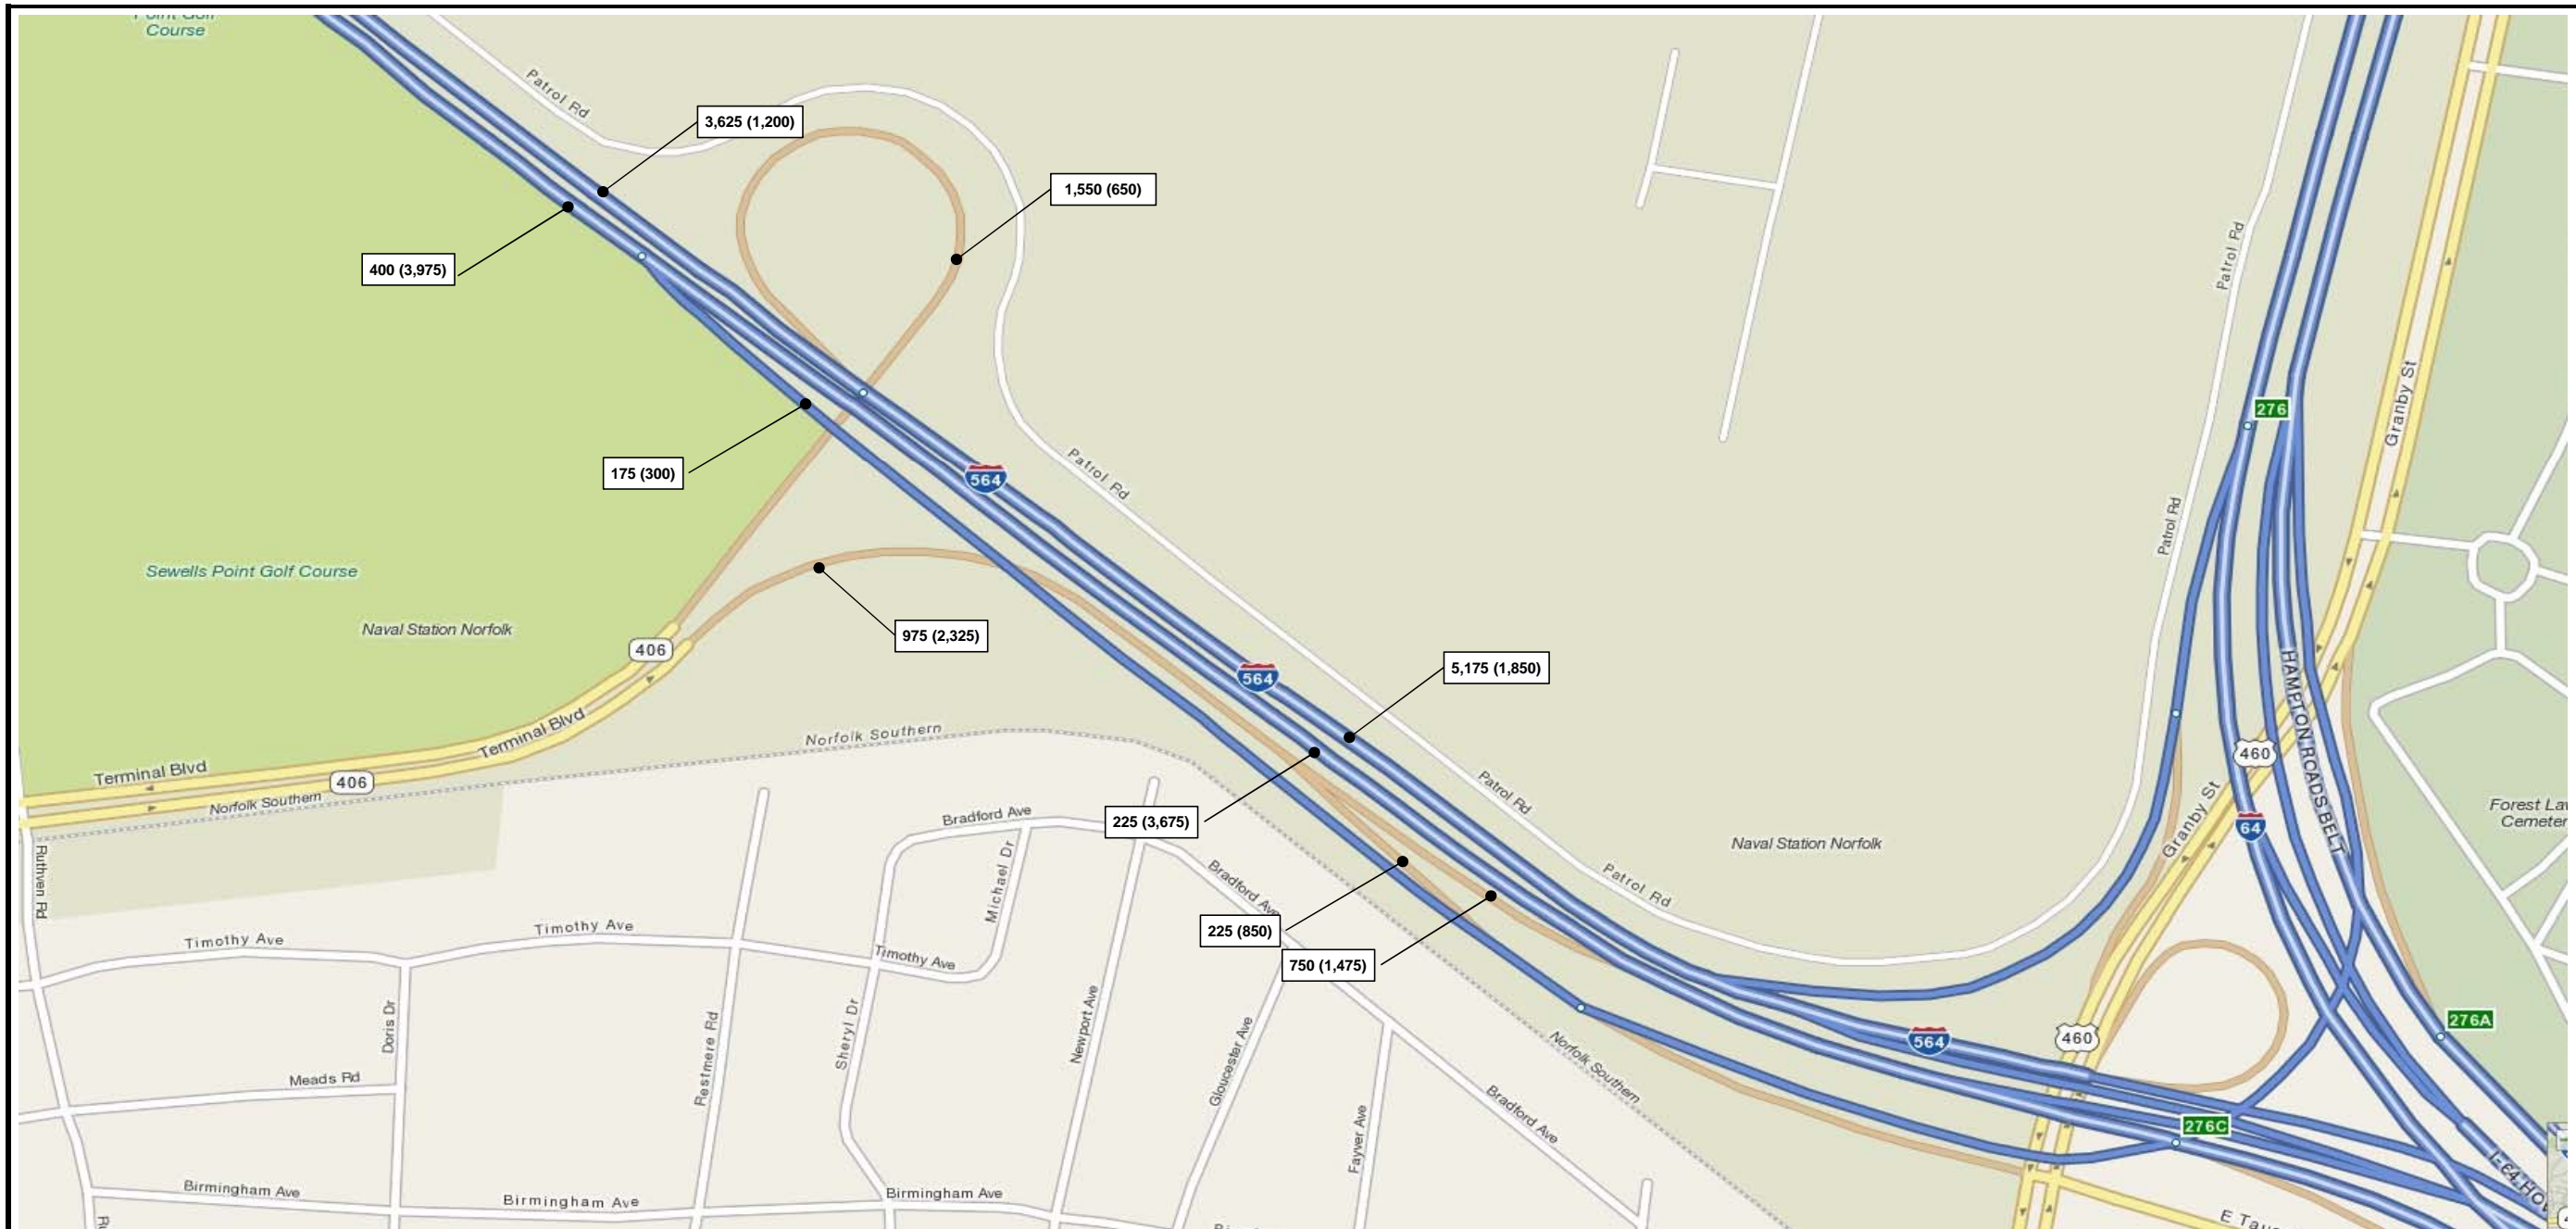 Point Golf
Course
Patrol Rd
3,625 (1,200)
1,550 (650)
400 (3,975)
Patrol Rd
276
Granby St
175 (300)
Patrol Rd
564
Patrol Rd
Sewells Point Golf Course
Naval Station Norfolk
406
975 (2,325)
564
5,175 (1,850)
HAMPTON ROADS BELT
Terminal Blvd
Norfolk Southern
460
Terminal Blvd
406
Norfolk Southern
Patrol Rd
Granby St
225 (3,675)
Bradford Ave
64
Naval Station Norfolk
Ruthven Rd
Michael Dr
Bradford Ave
Patrol Rd
225 (850)
750 (1,475)
Timothy Ave
Timothy Ave
Timothy Ave
Doris Dr
Restmere Rd
Sheryl Dr
Newport Ave
Gloucester Ave
Norfolk Southern
564
460
276A
Meads Rd
Fayver Ave
Bradford Ave
276C
Birmingham Ave
Birmingham Ave
Birmingham Ave
I-64